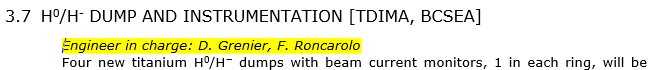 3.7 H⁰/H⁻ DUMP AND INSTRUMENTATION [TDIMA, BCSEA]
Engineer in charge: D. Grenier, F. Roncarolo
Four new titanium H⁰/H⁻ dumps with beam current monitors, 1 in each ring, will be